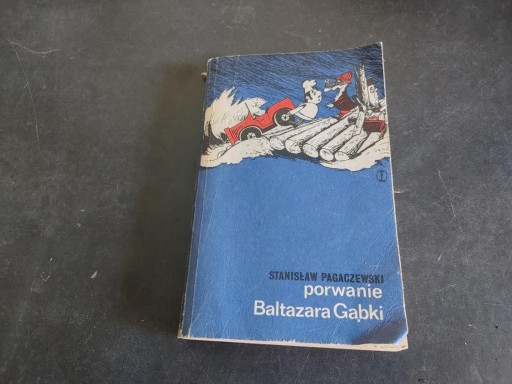 STANISŁAW PAGACZEWSKI
porwanie
Baltazara Gąbki